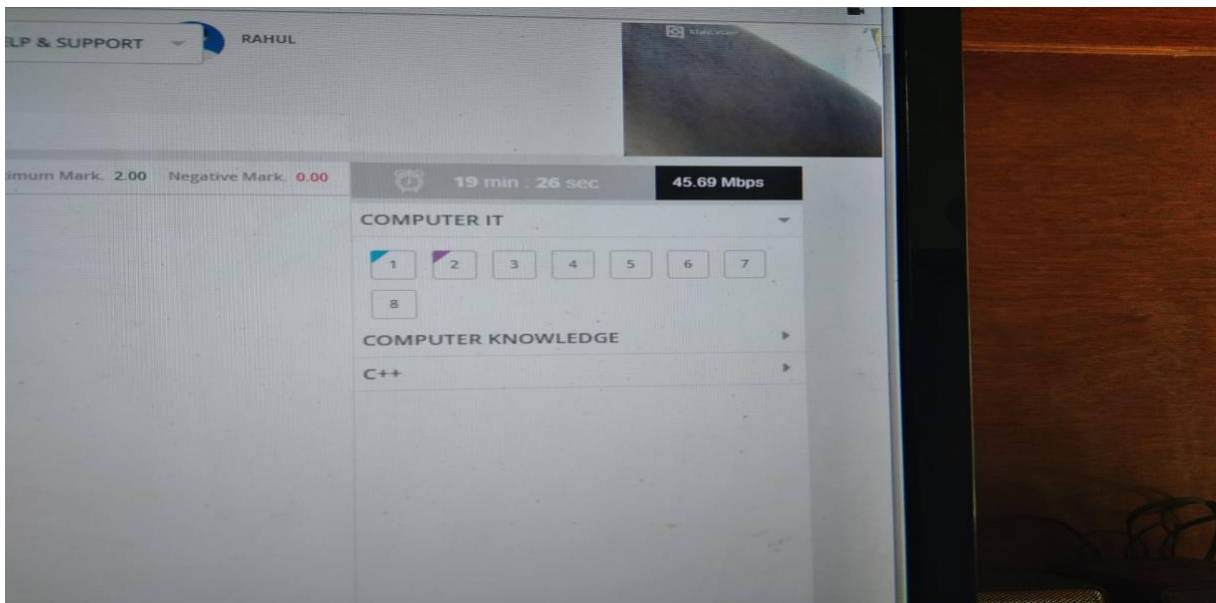 ELP & SUPPORT
RAHUL
imum Mark. 2.00 Negative Mark. 0.00
19 min : 26 sec
45.69 Mbps
COMPUTER IT
1 2 3 4 5 6 7
8
COMPUTER KNOWLEDGE
C++